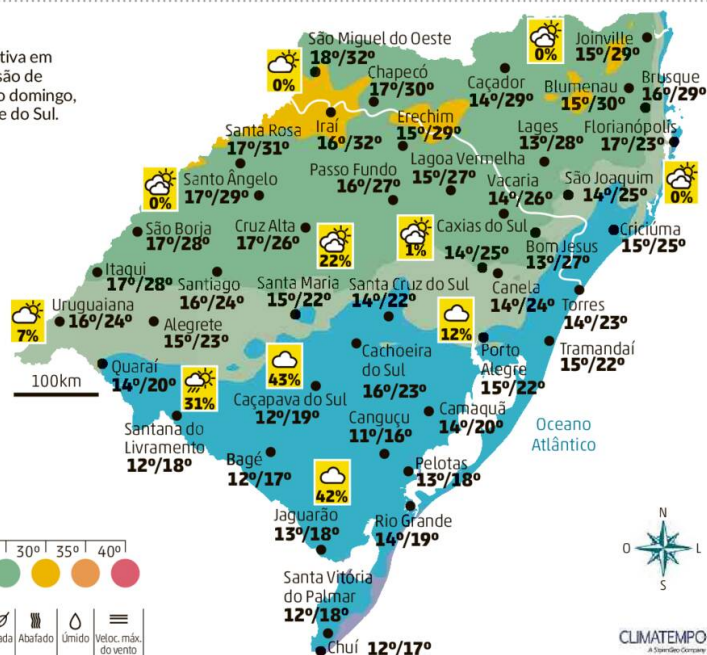 tiva em
são de
o domingo,
e do Sul.
São Miguel do Oeste
18º/32º
0%
Chapecó
17º/30º
0%
Caçador
14º/29º
Joinville
15º/29º
Blumenau
15º/30º
Brusque
16º/29º
Iraí
16º/32º
Erechim
15º/29º
Lages
13º/28º
Florianópolis
17º/23º
Santa Rosa
17º/31º
Passo Fundo
16º/27º
Lagoa Vermelha
15º/27º
Vacaria
14º/26º
São Joaquim
14º/25º
0%
0%
Santo Ângelo
17º/29º
São Borja
17º/28º
Cruz Alta
17º/26º
22%
1%
Caxias do Sul
14º/25º
Bom Jesus
13º/27º
Criciúma
15º/25º
Itaqui
17º/28º
Santiago
16º/24º
Santa Maria
15º/22º
Santa Cruz do Sul
14º/22º
Canela
14º/24º
Torres
14º/23º
7%
Uruguaiana
16º/24º
Alegrete
15º/23º
12%
Porto
Alegre
15º/22º
Tramandaí
15º/22º
Quaraí
14º/20º
100km
31%
43%
Cachoeira
do Sul
16º/23º
Caçapava do Sul
12º/19º
Camaquã
14º/20º
Canguçu
11º/16º
Oceano
Atlântico
Santana do
Livramento
12º/18º
Bagé
12º/17º
42%
Pelotas
13º/18º
Jaguarão
13º/18º
Rio Grande
14º/19º
N
O
L
S
30º 35º 40º
Santa Vitória
do Palmar
12º/18º
Chuí 12º/17º
ada
Abafado
Úmido
Veloc. máx.
do vento
CLIMATEMPO
A StormGeo Company